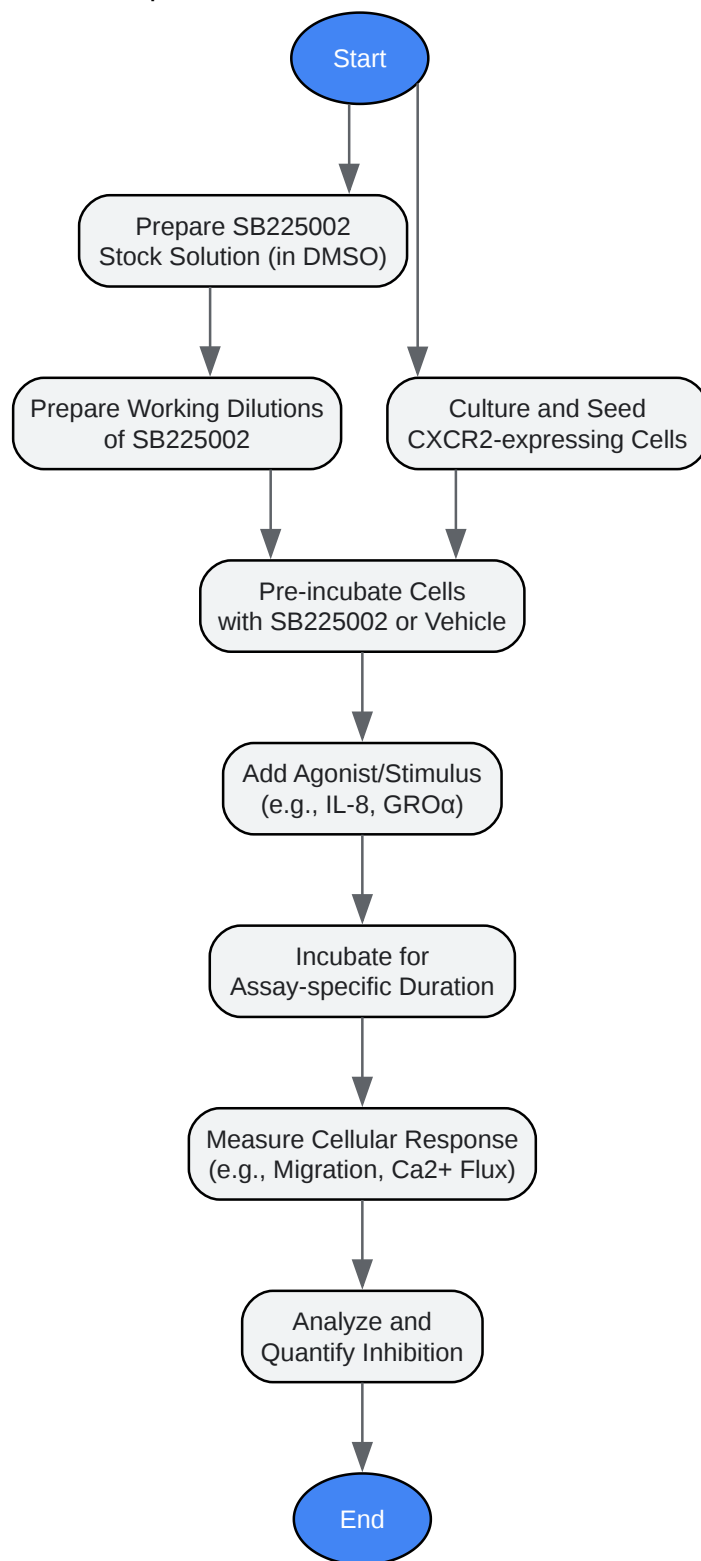 Start
Prepare SB225002
Stock Solution (in DMSO)
Prepare Working Dilutions
of SB225002
Culture and Seed
CXCR2-expressing Cells
Pre-incubate Cells
with SB225002 or Vehicle
Add Agonist/Stimulus
(e.g., IL-8, GROα)
Incubate for
Assay-specific Duration
Measure Cellular Response
(e.g., Migration, Ca2+ Flux)
Analyze and
Quantify Inhibition
End